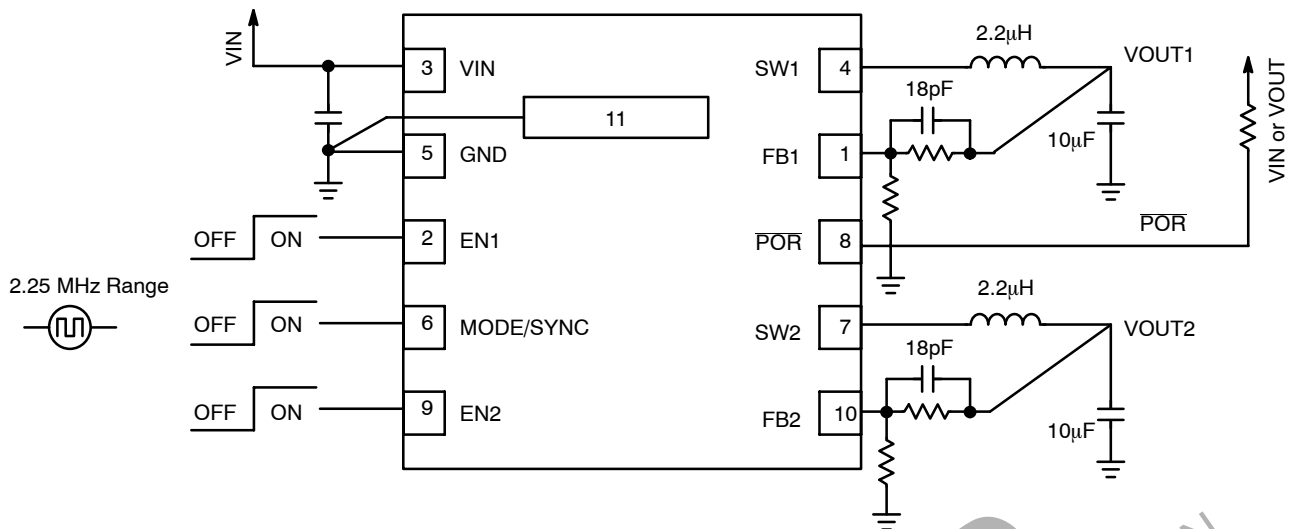 VIN
3 VIN
11
5 GND
OFF ON
2 EN1
2.25 MHz Range
OFF ON
6 MODE/SYNC
OFF ON
9 EN2
SW1 4
2.2μH
VOUT1
18pF
10μF
FB1 1
VIN or VOUT
POR 8
POR
SW2 7
2.2μH
VOUT2
18pF
10μF
FB2 10